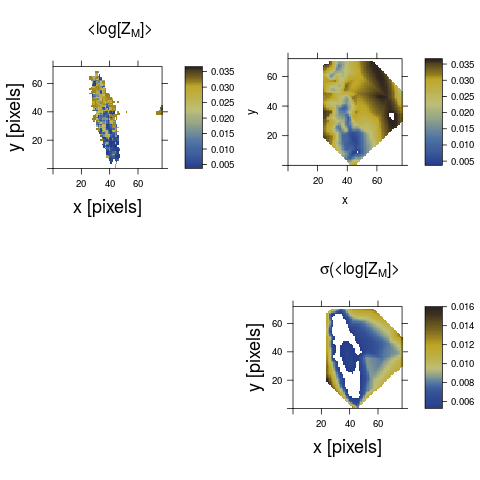 <log[Z_M]>
60
40
20
20 40 60
y [pixels]
x [pixels]
0.035
0.030
0.025
0.020
0.015
0.010
0.005
60
40
20
20 40 60
y
x
0.035
0.030
0.025
0.020
0.015
0.010
0.005
σ(<log[Z_M]>
60
40
20
20 40 60
y [pixels]
x [pixels]
0.016
0.014
0.012
0.010
0.008
0.006